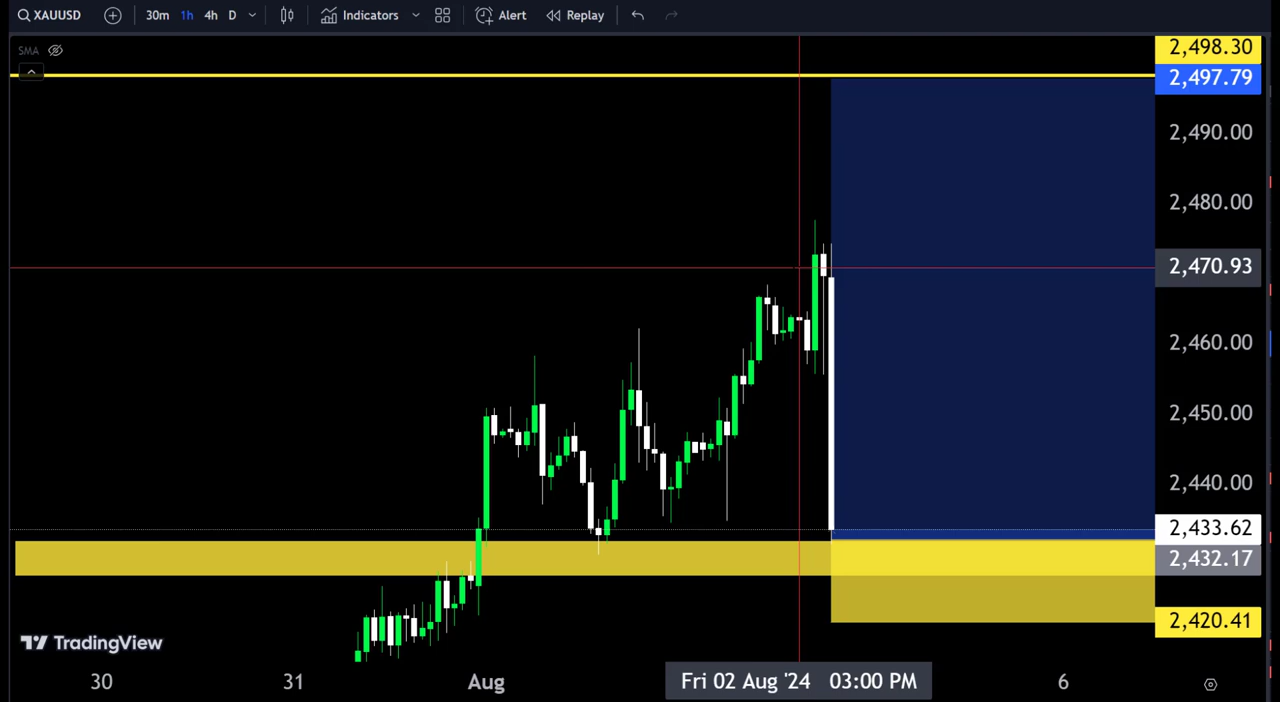 XAUUSD 30m 1h 4h D Indicators Alert Replay
SMA
2,498.30
2,497.79
2,490.00
2,480.00
2,470.93
2,460.00
2,450.00
2,440.00
2,433.62
2,432.17
2,420.41
TradingView
30 31 Aug Fri 02 Aug '24 03:00 PM 6